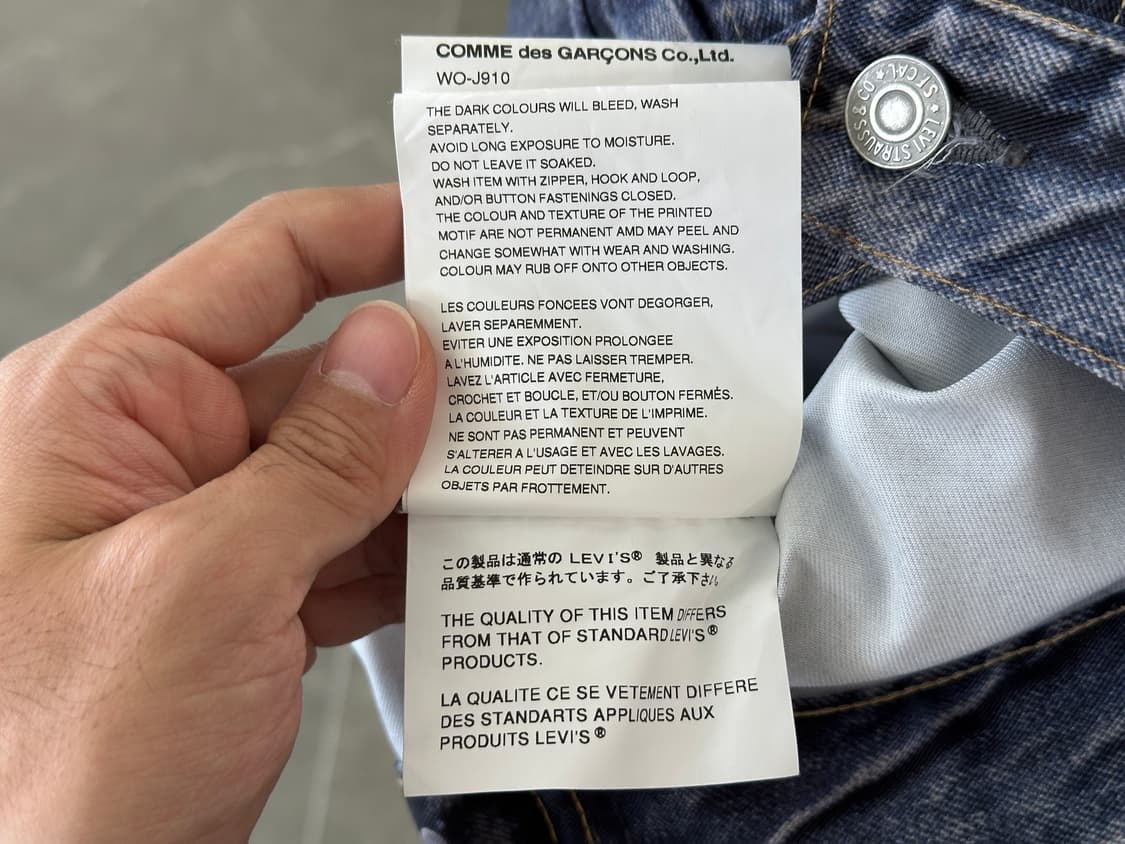 COMME des GARÇONS Co.,Ltd.
WO-J910
THE DARK COLOURS WILL BLEED, WASH
SEPARATELY.
AVOID LONG EXPOSURE TO MOISTURE.
DO NOT LEAVE IT SOAKED.
WASH ITEM WITH ZIPPER, HOOK AND LOOP,
AND/OR BUTTON FASTENINGS CLOSED.
THE COLOUR AND TEXTURE OF THE PRINTED
MOTIF ARE NOT PERMANENT AMD MAY PEEL AND
CHANGE SOMEWHAT WITH WEAR AND WASHING.
COLOUR MAY RUB OFF ONTO OTHER OBJECTS.
LES COULEURS FONCEES VONT DEGORGER,
LAVER SEPAREMMENT.
EVITER UNE EXPOSITION PROLONGEE
A L'HUMIDITE. NE PAS LAISSER TREMPER.
LAVEZ L'ARTICLE AVEC FERMETURE,
CROCHET ET BOUCLE, ET/OU BOUTON FERMÉS.
LA COULEUR ET LA TEXTURE DE L'IMPRIME.
NE SONT PAS PERMANENT ET PEUVENT
S'ALTERER A L'USAGE ET AVEC LES LAVAGES.
LA COULEUR PEUT DETEINDRE SUR D'AUTRES
OBJETS PAR FROTTEMENT.
この製品は通常の LEVI'S® 製品と異なる
品質基準で作られています。ご了承下さい
THE QUALITY OF THIS ITEM DIFFERS
FROM THAT OF STANDARD LEVI'S®
PRODUCTS.
LA QUALITE CE SE VETEMENT DIFFERE
DES STANDARTS APPLIQUES AUX
PRODUITS LEVI'S®
LEVI STRAUSS & CO ★ S F CAL ★